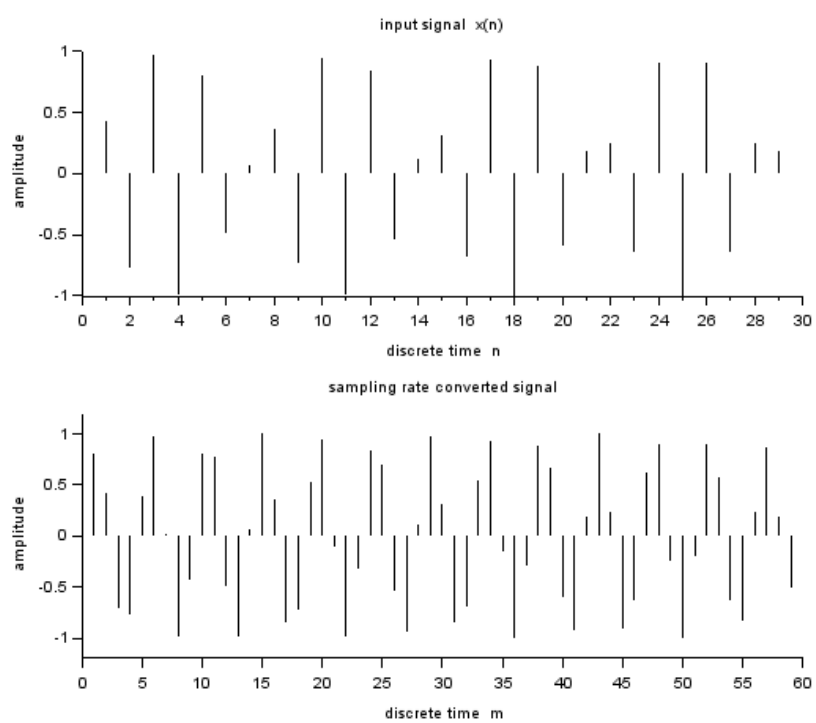 input signal x(n)
1
0.5
0
-0.5
-1
amplitude
0 2 4 6 8 10 12 14 16 18 20 22 24 26 28 30
discrete time n
sampling rate converted signal
1
0.5
0
-0.5
-1
amplitude
0 5 10 15 20 25 30 35 40 45 50 55 60
discrete time m